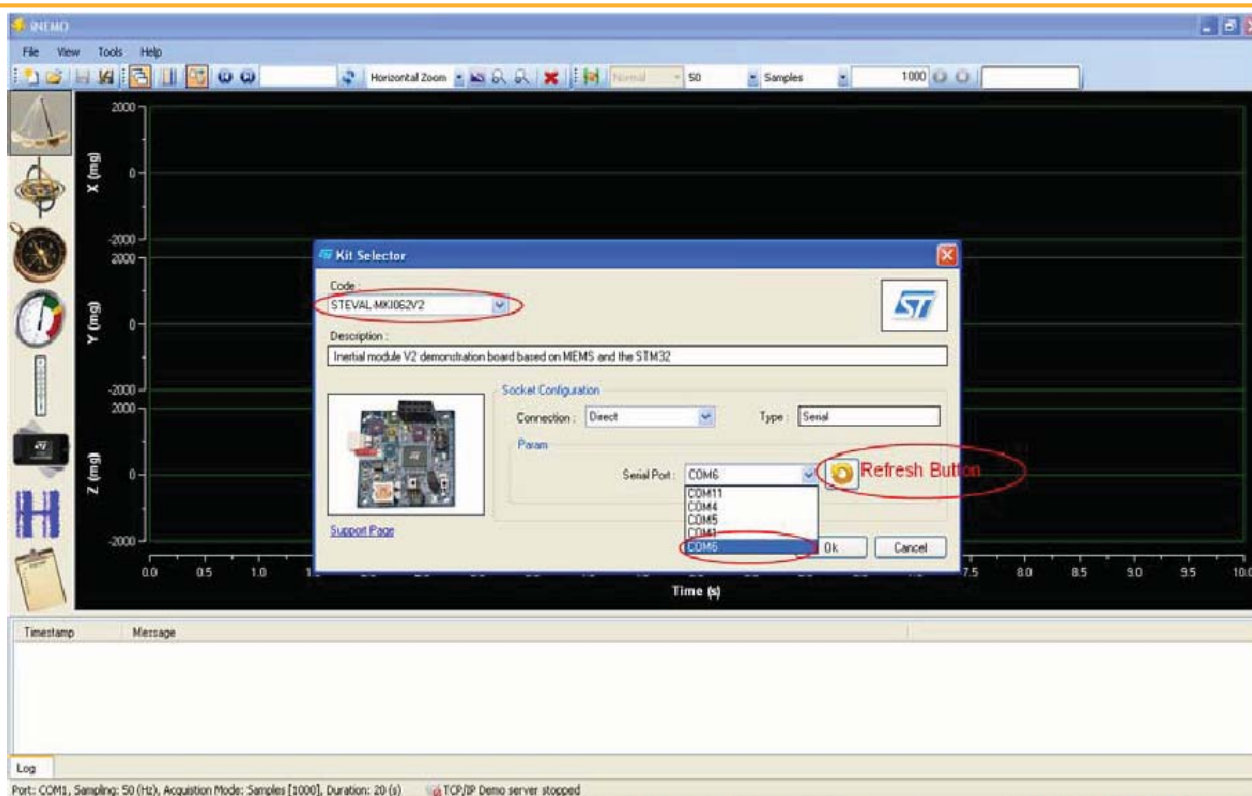 iNEMO
File View Tools Help
Horizontal Zoom Normal 50 Samples 1000
2000
X (mg)
0
-2000
2000
Y (mg)
0
-2000
2000
Z (mg)
0
-2000
Kit Selector
Code :
STEVAL-MKI062V2
ST
Description :
Inertial module V2 demonstration board based on MEMS and the STM32
Socket Configuration
Connection : Direct Type : Serial
Param
Serial Port : COM6 Refresh Button
COM11
COM4
COM5
COM1
COM6
Support Page
Ok Cancel
0.0 0.5 1.0 7.5 8.0 8.5 9.0 9.5 10.0
Time (s)
Timestamp Message
Log
Port: COM1, Sampling: 50 (Hz), Acquistion Mode: Samples [1000], Duration: 20 (s) TCP/IP Demo server stopped